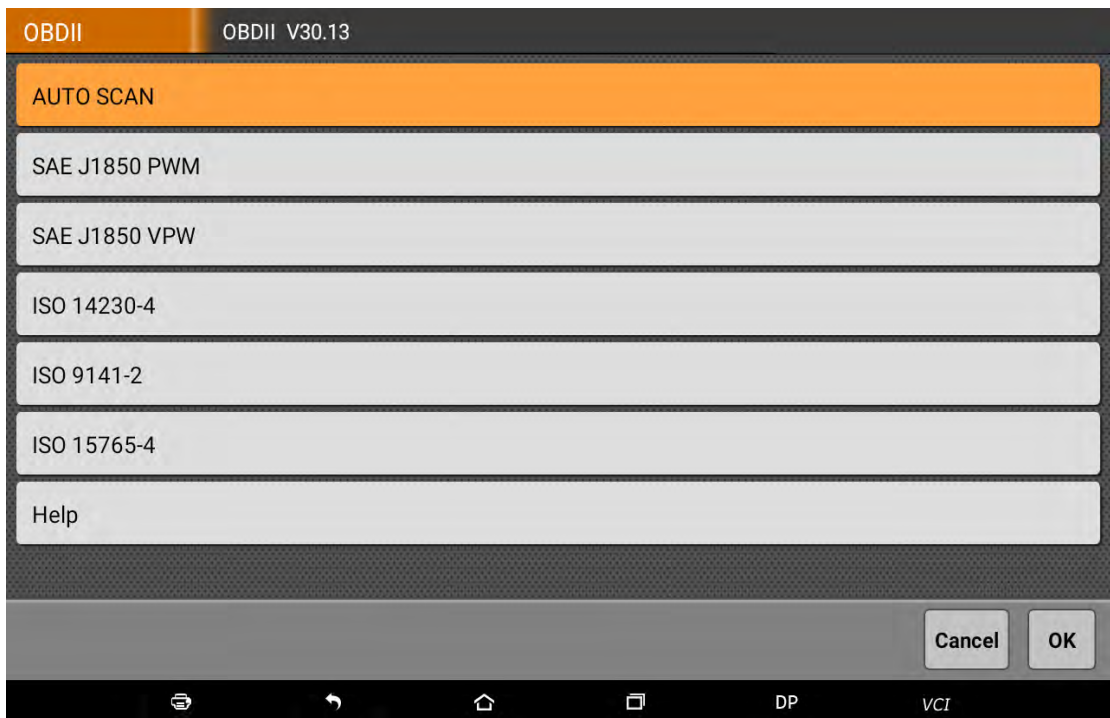 OBDII OBDII V30.13
AUTO SCAN
SAE J1850 PWM
SAE J1850 VPW
ISO 14230-4
ISO 9141-2
ISO 15765-4
Help
Cancel OK
DP VCI